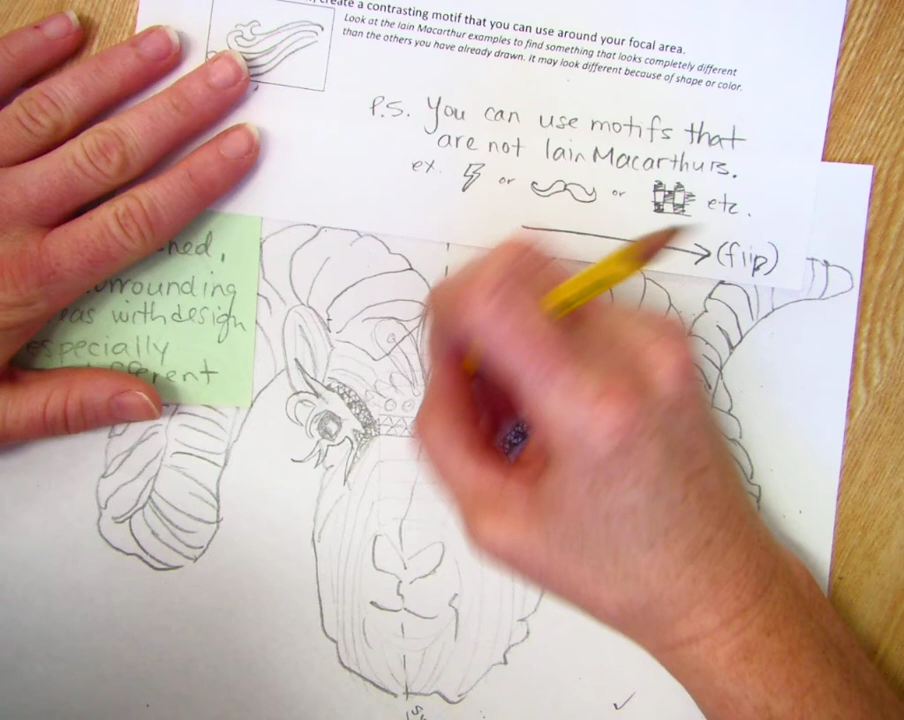 create a contrasting motif that you can use around your focal area.
Look at the Iain Macarthur examples to find something that looks completely different
than the others you have already drawn. It may look different because of shape or color.
P.S. You can use motifs that
are not Iain Macarthurs.
ex. or or etc.
(flip)
surrounding
as with design
especially